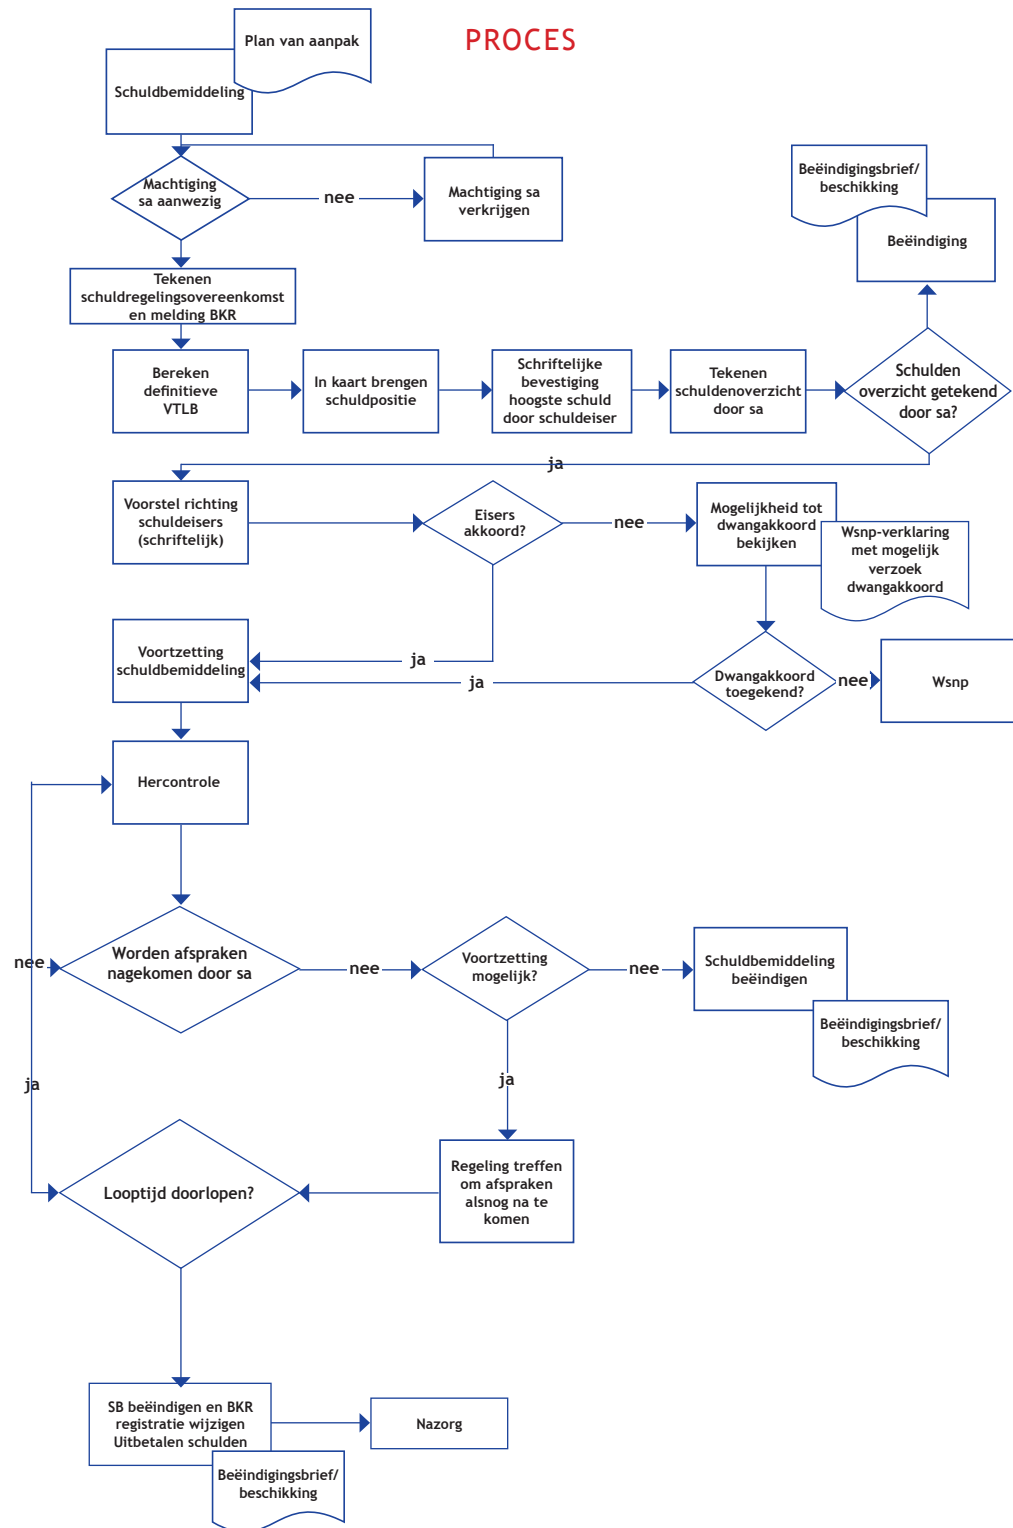 PROCES
Plan van aanpak
Schuldbemiddeling
Machtiging
sa aanwezig
nee
Machtiging sa
verkrijgen
Beëindigingsbrief/
beschikking
Beëindiging
Tekenen
schuldregelingsovereenkomst
en melding BKR
Bereken
definitieve
VTLB
In kaart brengen
schuldpositie
Schriftelijke
bevestiging
hoogste schuld
door schuldeiser
Tekenen
schuldenoverzicht
door sa
Schulden
overzicht getekend
door sa?
ja
Voorstel richting
schuldeisers
(schriftelijk)
Eisers
akkoord?
nee
Mogelijkheid tot
dwangakkoord
bekijken
Wsnp-verklaring
met mogelijk
verzoek
dwangakkoord
Voortzetting
schuldbemiddeling
ja
ja
Dwangakkoord
toegekend?
nee
Wsnp
Hercontrole
nee
Worden afspraken
nagekomen door sa
nee
Voortzetting
mogelijk?
nee
Schuldbemiddeling
beëindigen
Beëindigingsbrief/
beschikking
ja
ja
Looptijd doorlopen?
Regeling treffen
om afspraken
alsnog na te
komen
SB beëindigen en BKR
registratie wijzigen
Uitbetalen schulden
Nazorg
Beëindigingsbrief/
beschikking